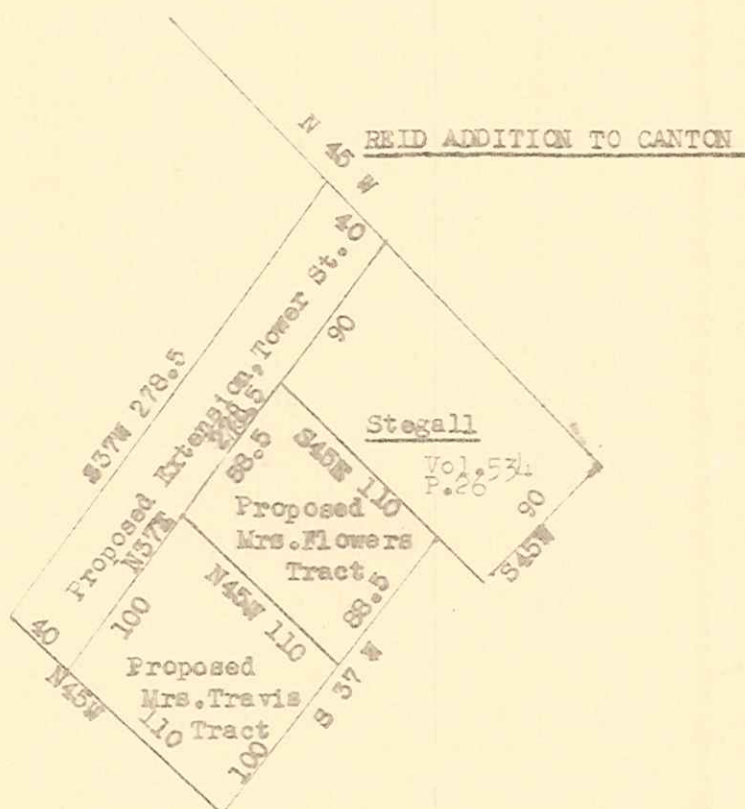 N 45 W
REID ADDITION TO CANTON
40
S37W 278.5
Proposed Extension, Tower St.
N37E 278.5
90
Stegall
Vol.534
P.26
90
S45W
88.5
S45E 110
Proposed
Mrs.Flowers
Tract
88.5
N45W 110
S 37 W
40
N45W
100
Proposed
Mrs.Travis
Tract
110
100